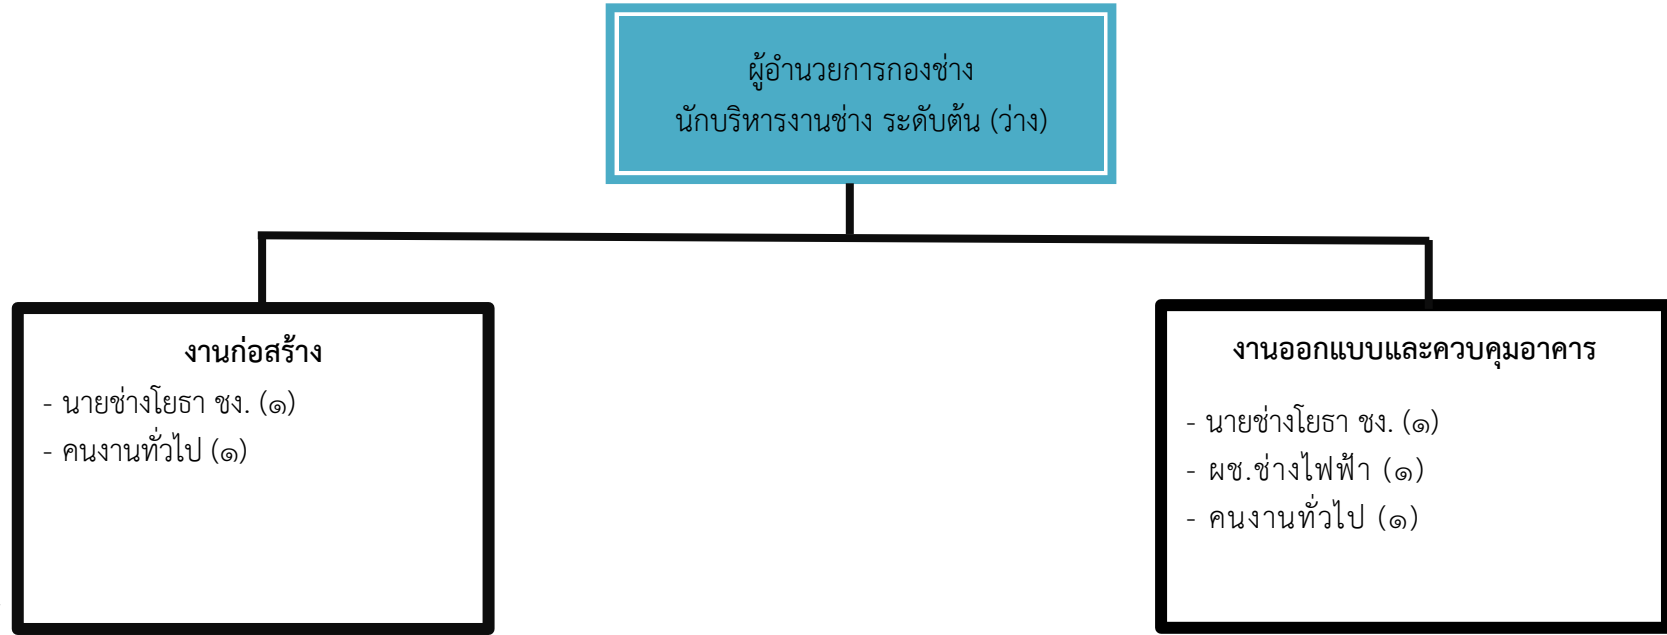 ผู้อำนวยการกองช่าง
นักบริหารงานช่าง ระดับต้น (ว่าง)
งานก่อสร้าง
- นายช่างโยธา ชง. (๑)
- คนงานทั่วไป (๑)
งานออกแบบและควบคุมอาคาร
- นายช่างโยธา ชง. (๑)
- ผช.ช่างไฟฟ้า (๑)
- คนงานทั่วไป (๑)